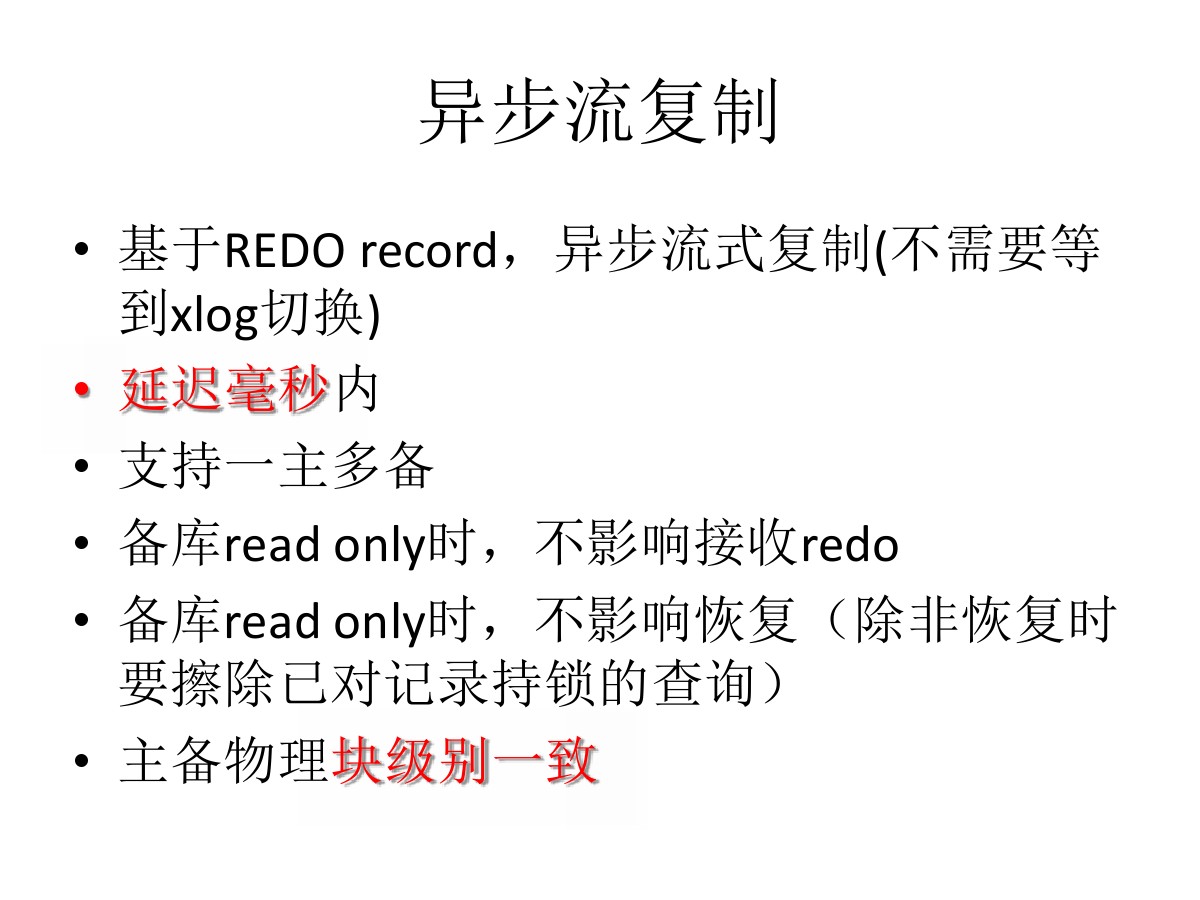 异步流复制
• 基于REDO record，异步流式复制(不需要等
到xlog切换)
• 延迟毫秒内
• 支持一主多备
• 备库read only时，不影响接收redo
• 备库read only时，不影响恢复（除非恢复时
要擦除已对记录持锁的查询）
• 主备物理块级别一致